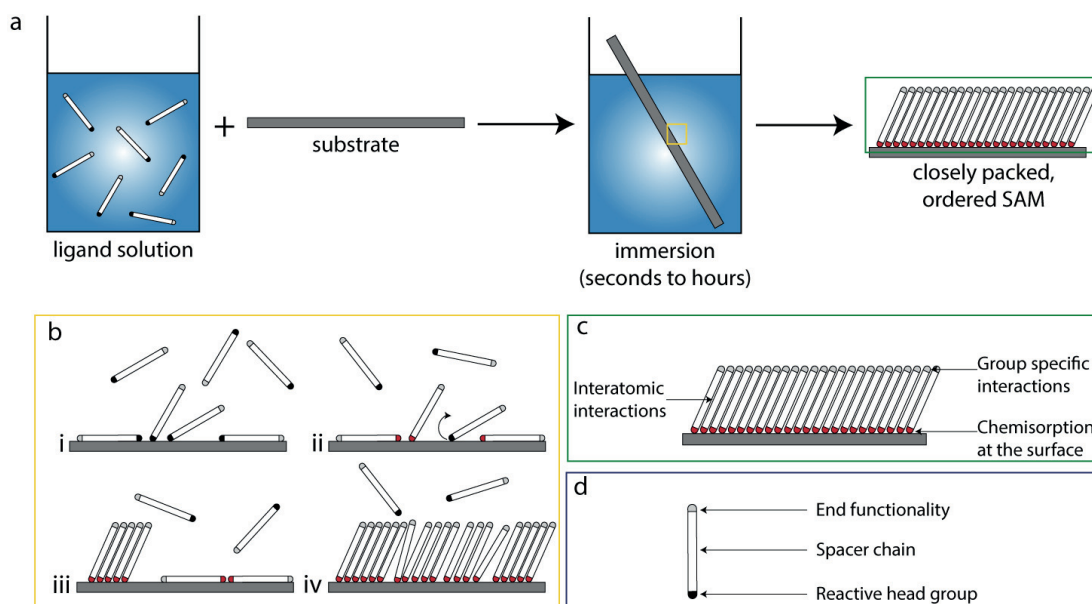 a
+
ligand solution
substrate
immersion
(seconds to hours)
closely packed,
ordered SAM
b
i
ii
iii
iv
c
Interatomic
interactions
Group specific
interactions
Chemisorption
at the surface
d
End functionality
Spacer chain
Reactive head group